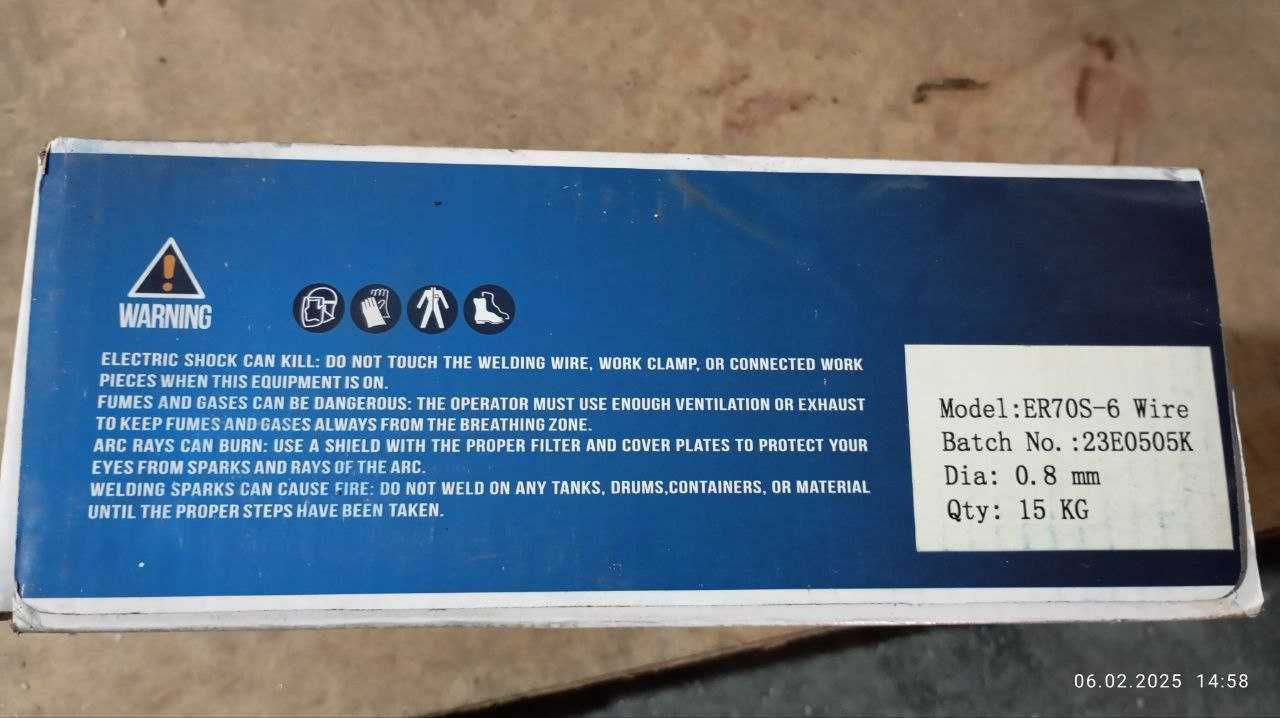 WARNING
ELECTRIC SHOCK CAN KILL: DO NOT TOUCH THE WELDING WIRE, WORK CLAMP, OR CONNECTED WORK
PIECES WHEN THIS EQUIPMENT IS ON.
FUMES AND GASES CAN BE DANGEROUS: THE OPERATOR MUST USE ENOUGH VENTILATION OR EXHAUST
TO KEEP FUMES AND GASES ALWAYS FROM THE BREATHING ZONE.
ARC RAYS CAN BURN: USE A SHIELD WITH THE PROPER FILTER AND COVER PLATES TO PROTECT YOUR
EYES FROM SPARKS AND RAYS OF THE ARC.
WELDING SPARKS CAN CAUSE FIRE: DO NOT WELD ON ANY TANKS, DRUMS,CONTAINERS, OR MATERIAL
UNTIL THE PROPER STEPS HAVE BEEN TAKEN.
Model:ER70S-6 Wire
Batch No.:23E0505K
Dia: 0.8 mm
Qty: 15 KG
06.02.2025 14:58